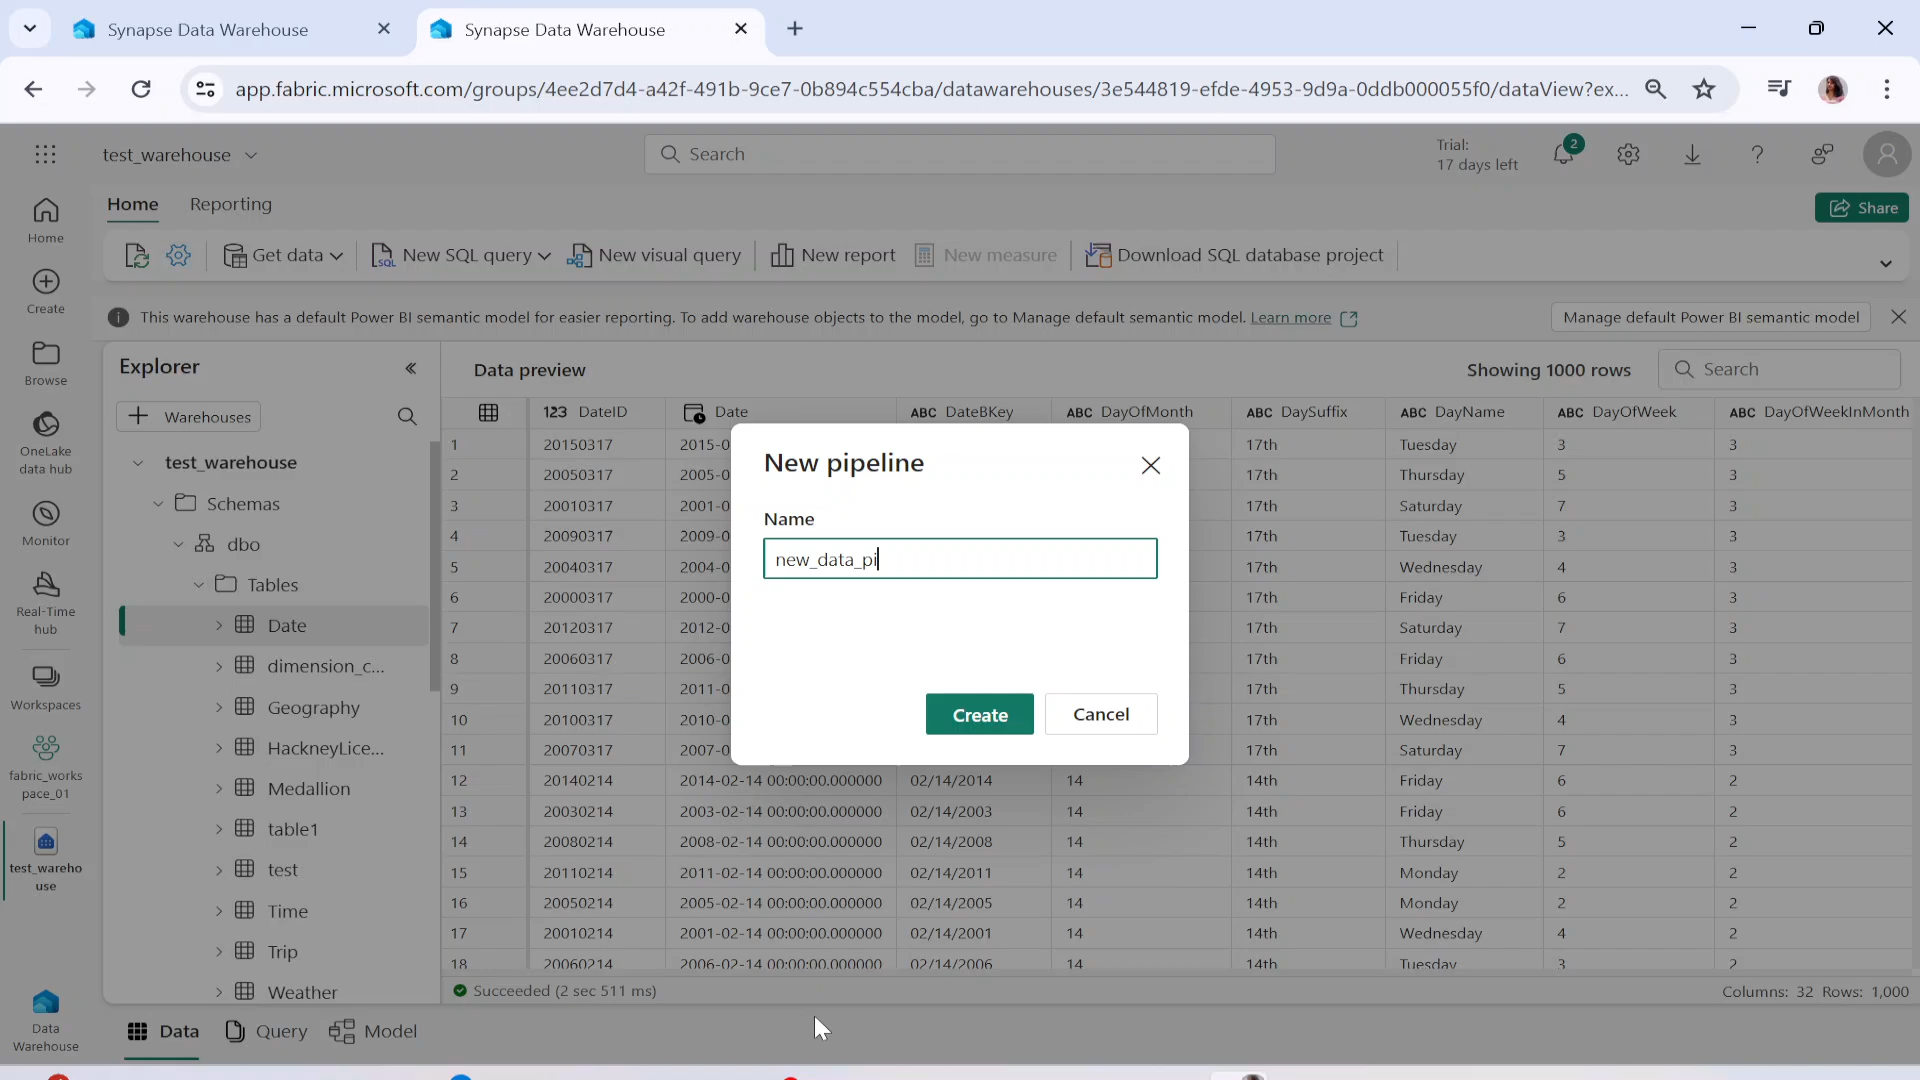 Synapse Data Warehouse
Synapse Data Warehouse
app.fabric.microsoft.com/groups/4ee2d7d4-a42f-491b-9ce7-0b894c554cba/datawarehouses/3e544819-efde-4953-9d9a-0ddb000055f0/dataView?ex...
test_warehouse
Search
Trial:
17 days left
2
Home
Reporting
Share
Get data
New SQL query
New visual query
New report
New measure
Download SQL database project
This warehouse has a default Power BI semantic model for easier reporting. To add warehouse objects to the model, go to Manage default semantic model. Learn more
Manage default Power BI semantic model
Home
Create
Browse
OneLake
data hub
Monitor
Real-Time
hub
Workspaces
fabric_works
pace_01
test_wareho
use
Data
Warehouse
Explorer
Warehouses
test_warehouse
Schemas
dbo
Tables
Date
dimension_c...
Geography
HackneyLice...
Medallion
table1
test
Time
Trip
Weather
Data preview
Showing 1000 rows
Search
123 DateID Date ABC DateBKey ABC DayOfMonth ABC DaySuffix ABC DayName ABC DayOfWeek ABC DayOfWeekInMonth
1 20150317 2015-0 17th Tuesday 3 3
2 20050317 2005-0 17th Thursday 5 3
3 20010317 2001-0 17th Saturday 7 3
4 20090317 2009-0 17th Tuesday 3 3
5 20040317 2004-0 17th Wednesday 4 3
6 20000317 2000-0 17th Friday 6 3
7 20120317 2012-0 17th Saturday 7 3
8 20060317 2006-0 17th Friday 6 3
9 20110317 2011-0 17th Thursday 5 3
10 20100317 2010-0 17th Wednesday 4 3
11 20070317 2007-0 17th Saturday 7 3
12 20140214 2014-02-14 00:00:00.000000 02/14/2014 14 14th Friday 6 2
13 20030214 2003-02-14 00:00:00.000000 02/14/2003 14 14th Friday 6 2
14 20080214 2008-02-14 00:00:00.000000 02/14/2008 14 14th Thursday 5 2
15 20110214 2011-02-14 00:00:00.000000 02/14/2011 14 14th Monday 2 2
16 20050214 2005-02-14 00:00:00.000000 02/14/2005 14 14th Monday 2 2
17 20010214 2001-02-14 00:00:00.000000 02/14/2001 14 14th Wednesday 4 2
18 20060214 2006-02-14 00:00:00.000000 02/14/2006 14 14th Tuesday 3 2
New pipeline
Name
new_data_pi
Create
Cancel
Succeeded (2 sec 511 ms)
Columns: 32 Rows: 1,000
Data
Query
Model